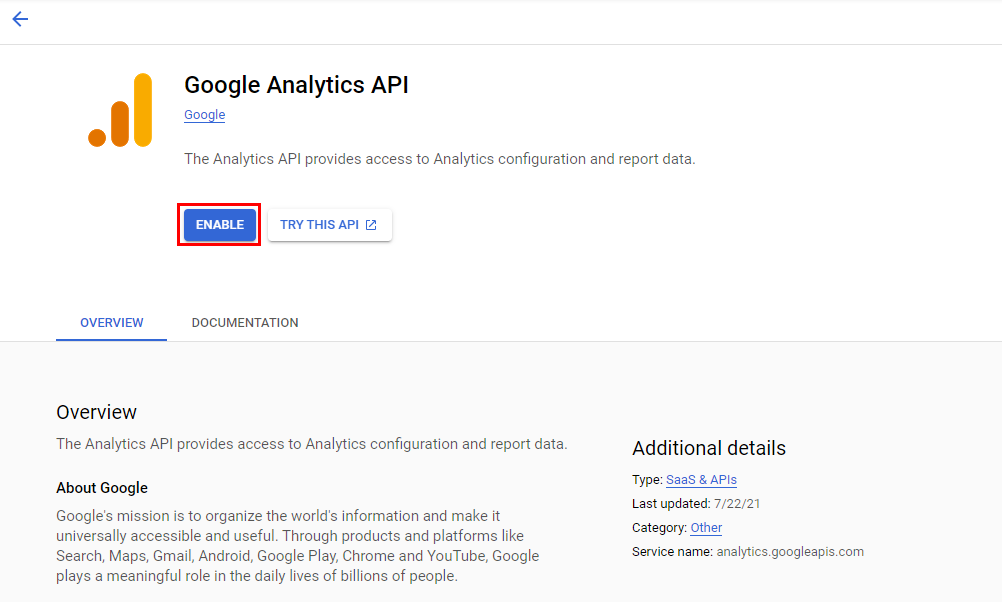 Google Analytics API
Google
The Analytics API provides access to Analytics configuration and report data.
ENABLE
TRY THIS API
OVERVIEW
DOCUMENTATION
Overview
The Analytics API provides access to Analytics configuration and report data.
About Google
Google's mission is to organize the world's information and make it
universally accessible and useful. Through products and platforms like
Search, Maps, Gmail, Android, Google Play, Chrome and YouTube, Google
plays a meaningful role in the daily lives of billions of people.
Additional details
Type: SaaS & APIs
Last updated: 7/22/21
Category: Other
Service name: analytics.googleapis.com